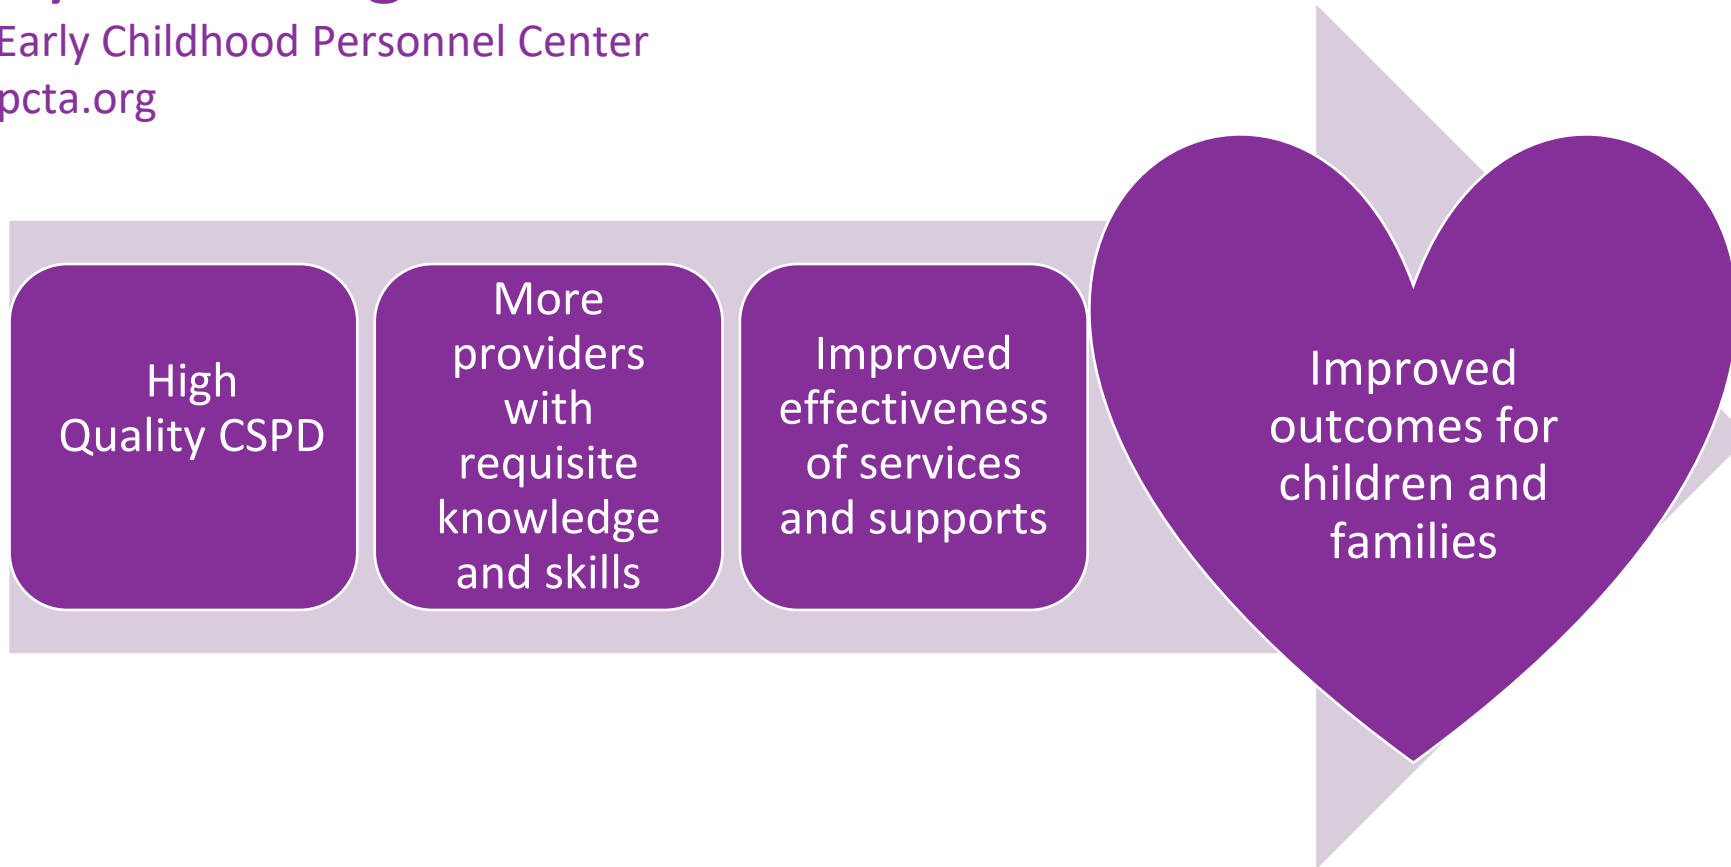 Early Childhood Personnel Center
pcta.org
High
Quality CSPD
More
providers
with
requisite
knowledge
and skills
Improved
effectiveness
of services
and supports
Improved
outcomes for
children and
families